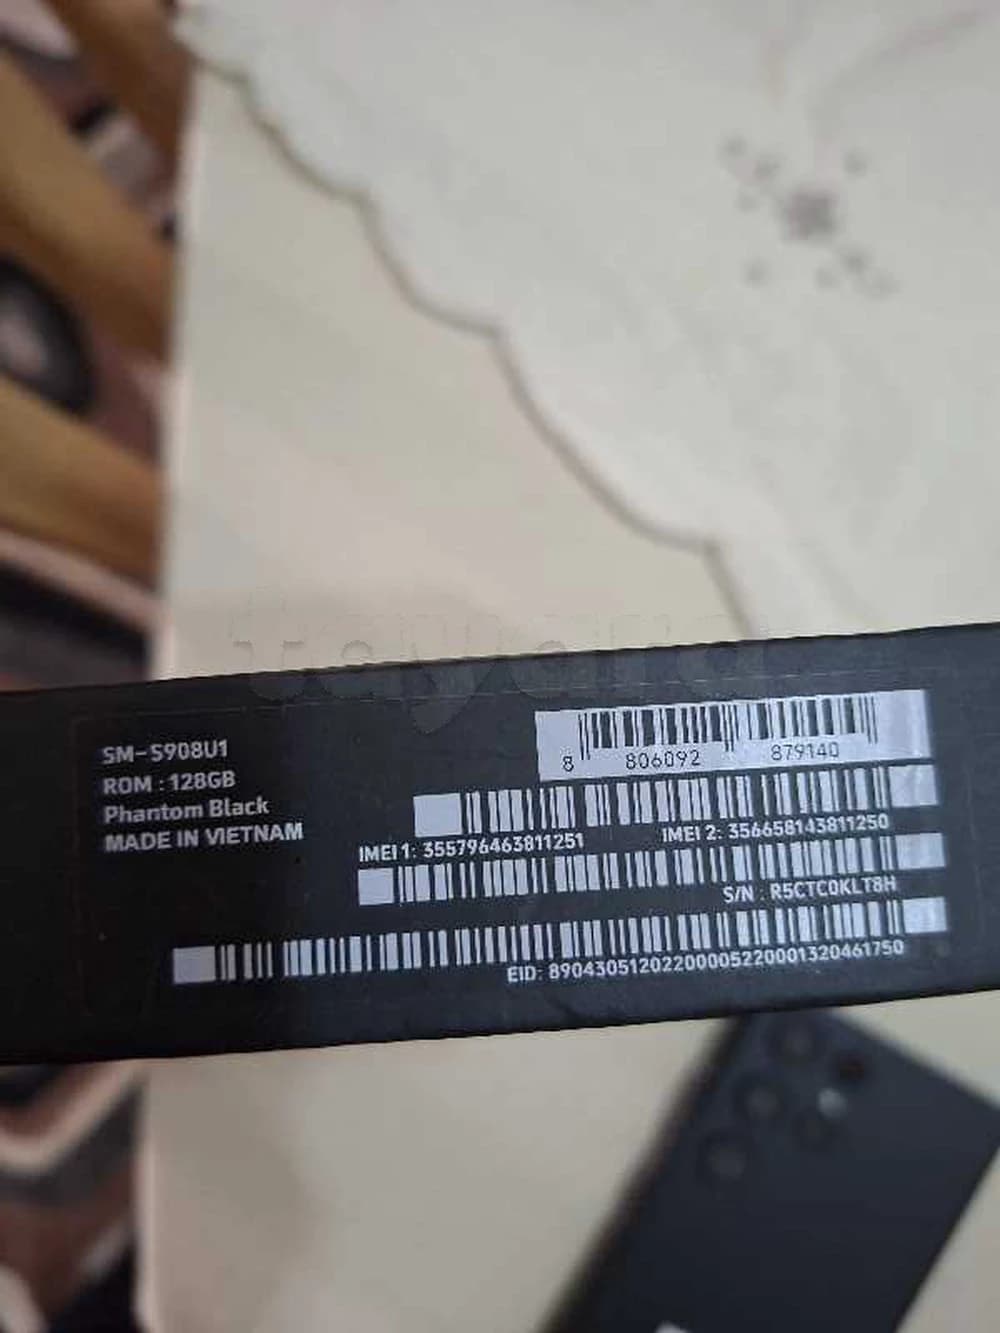 tayara
SM-S908U1
ROM : 128GB
Phantom Black
MADE IN VIETNAM
8 806092 879140
IMEI 1: 355796463811251
IMEI 2: 356658143811250
S/N : R5CTC0KLT8H
EID: 89043051202200005220001320461750